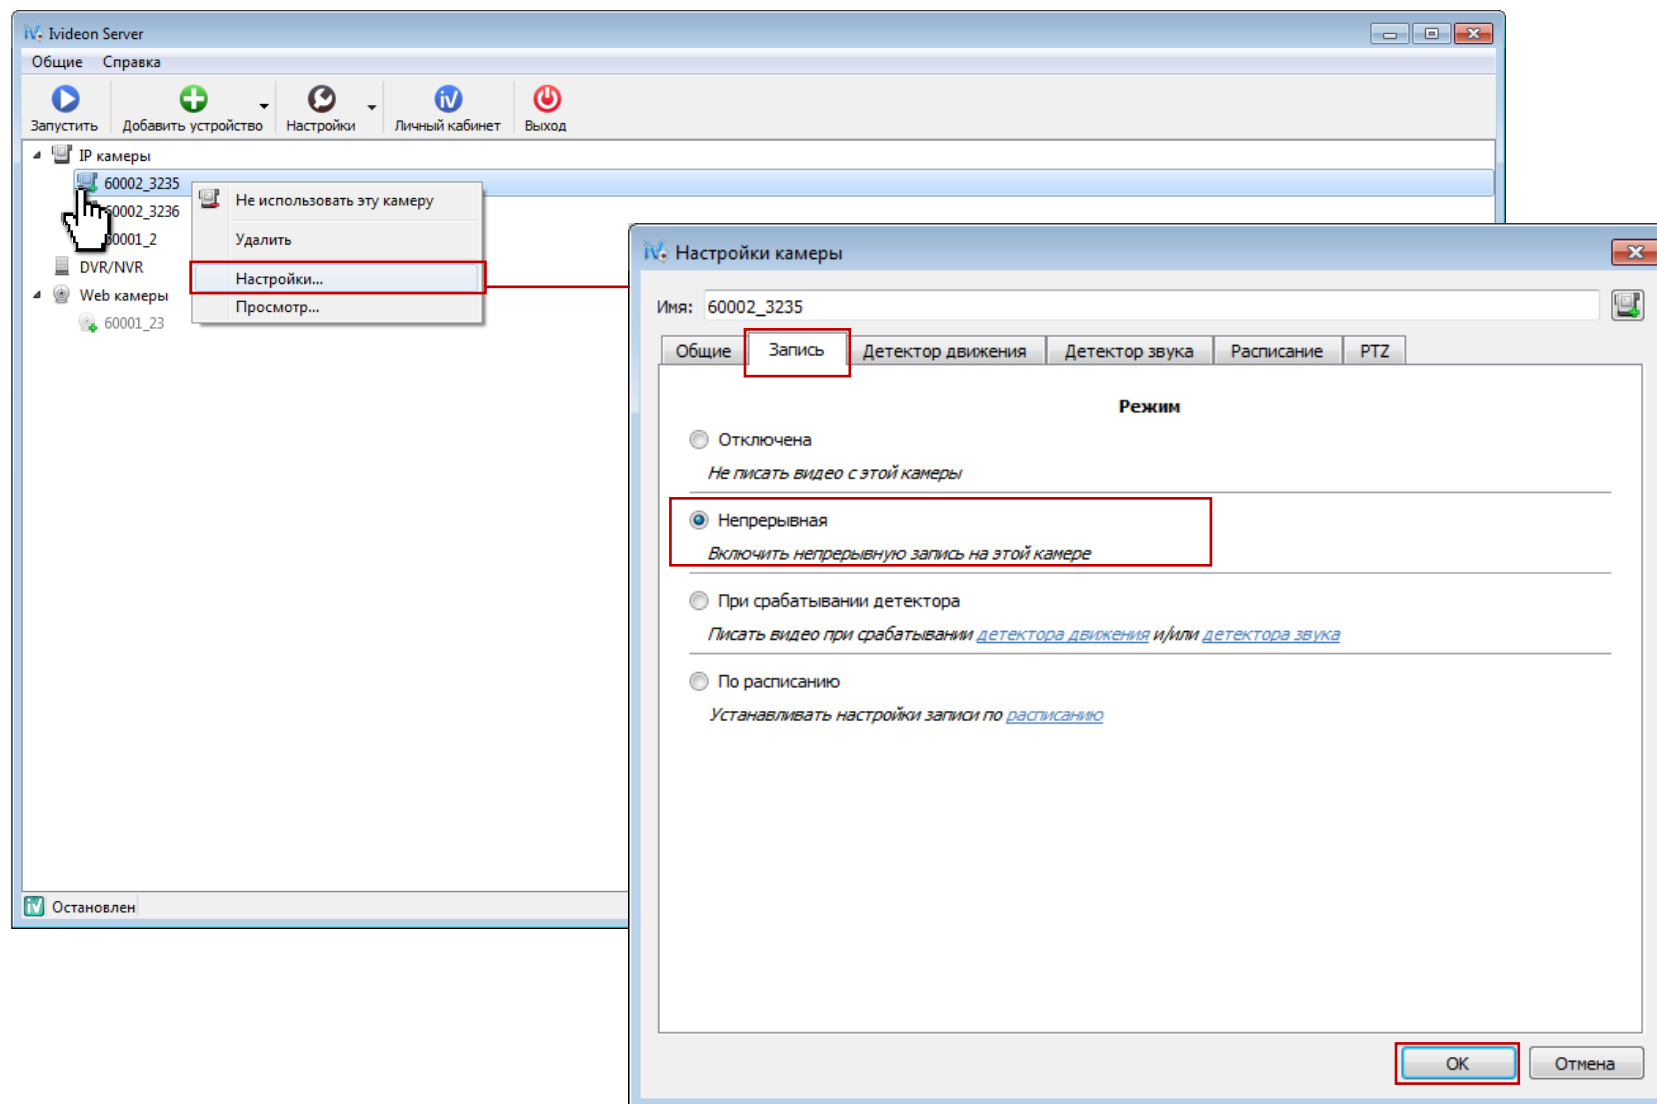 Ivideon Server
Общие Справка
Запустить Добавить устройство Настройки Личный кабинет Выход
IP камеры
60002_3235
60002_3236
60001_2
DVR/NVR
Web камеры
60001_23
Не использовать эту камеру
Удалить
Настройки...
Просмотр...
Остановлен
Настройки камеры
Имя: 60002_3235
Общие Запись Детектор движения Детектор звука Расписание PTZ
Режим
Отключена
Не писать видео с этой камеры
Непрерывная
Включить непрерывную запись на этой камере
При срабатывании детектора
Писать видео при срабатывании детектора движения и/или детектора звука
По расписанию
Устанавливать настройки записи по расписанию
OK Отмена